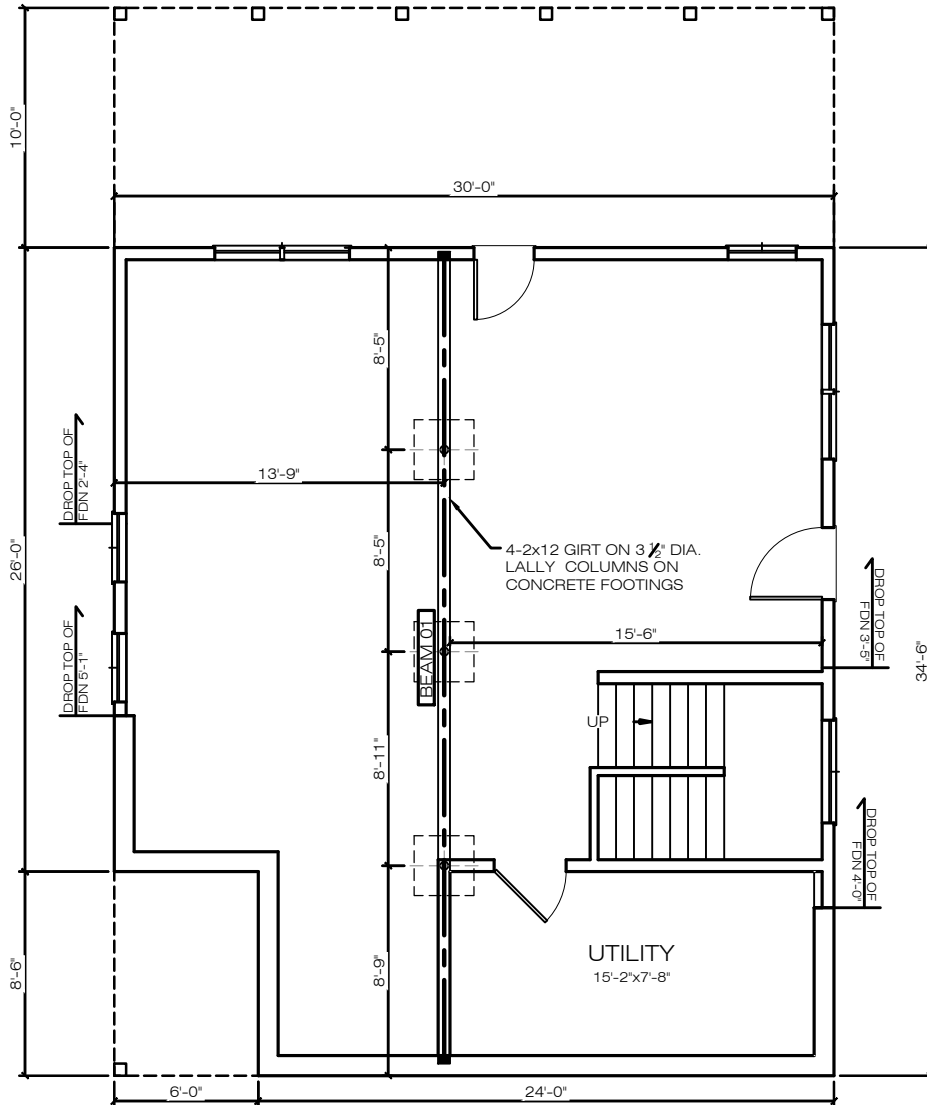 10'-0"
30'-0"
8'-5"
DROP TOP OF
FDN 2'-4"
13'-9"
26'-0"
8'-5"
4-2x12 GIRT ON 3 ½" DIA.
LALLY COLUMNS ON
CONCRETE FOOTINGS
DROP TOP OF
FDN 3'-5"
DROP TOP OF
FDN 5'-1"
BEAM 01
15'-6"
34'-6"
UP
8'-11"
DROP TOP OF
FDN 4'-0"
8'-6"
8'-9"
UTILITY
15'-2"x7'-8"
6'-0"
24'-0"